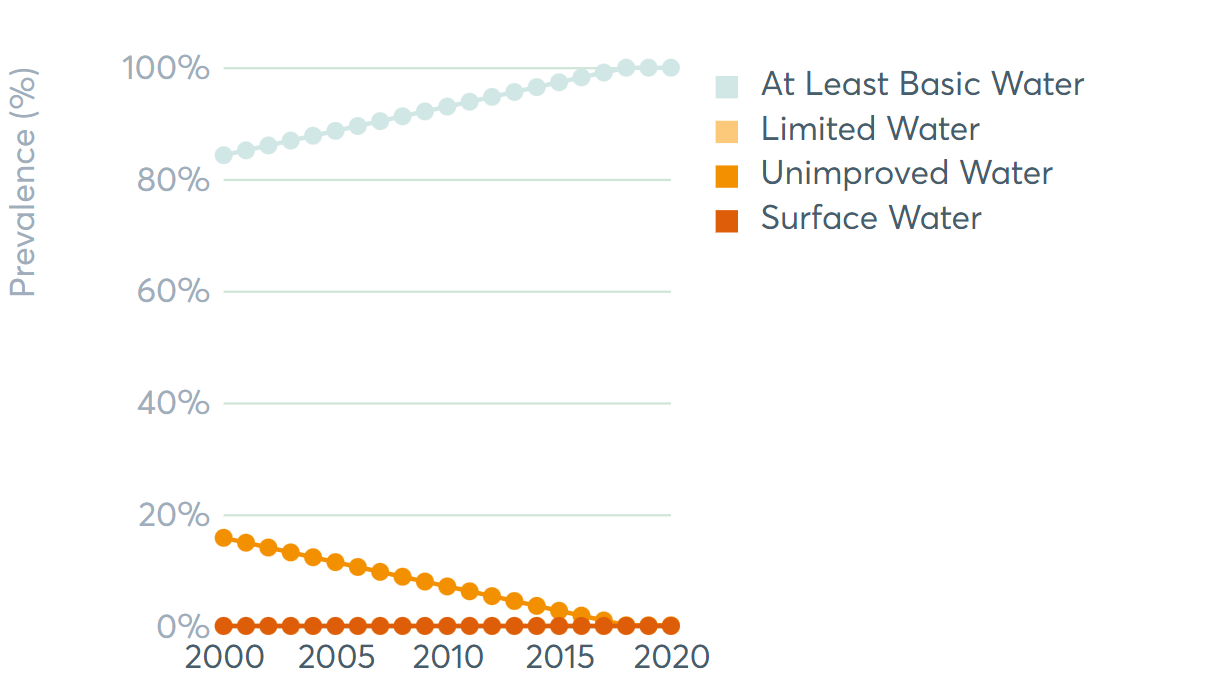 Prevalence (%)
100%
80%
60%
40%
20%
0%
2000 2005 2010 2015 2020
At Least Basic Water
Limited Water
Unimproved Water
Surface Water